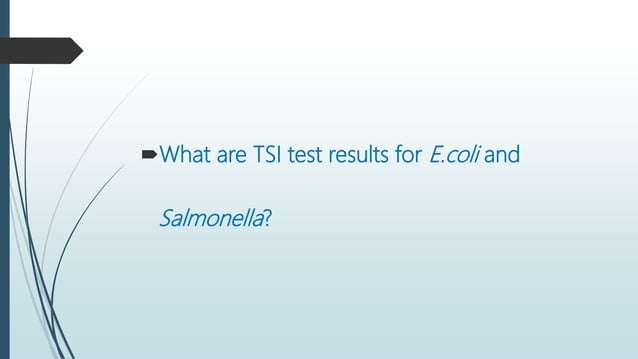 What are TSI test results for E.coli and
Salmonella?